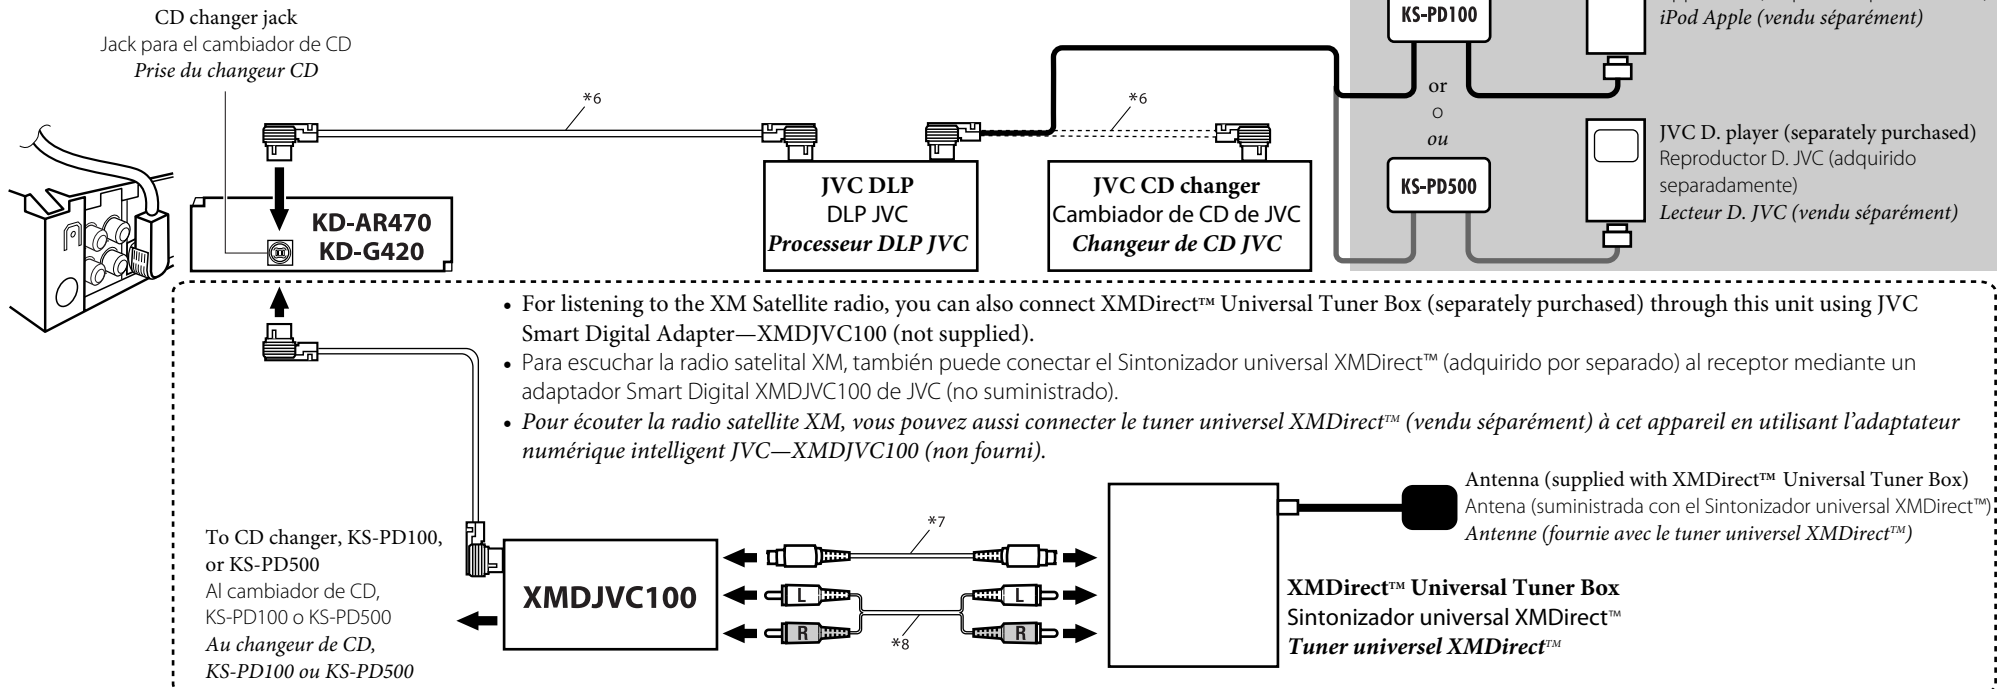 CD changer jack
Jack para el cambiador de CD
Prise du changeur CD
*6
*6
KS-PD100
iPod Apple (vendu séparément)
or
o
ou
KS-PD500
JVC D. player (separately purchased)
Reproductor D. JVC (adquirido
separadamente)
Lecteur D. JVC (vendu séparément)
KD-AR470
KD-G420
JVC DLP
DLP JVC
Processeur DLP JVC
JVC CD changer
Cambiador de CD de JVC
Changeur de CD JVC
• For listening to the XM Satellite radio, you can also connect XMDirect™ Universal Tuner Box (separately purchased) through this unit using JVC
Smart Digital Adapter—XMDJVC100 (not supplied).
• Para escuchar la radio satelital XM, también puede conectar el Sintonizador universal XMDirect™ (adquirido por separado) al receptor mediante un
adaptador Smart Digital XMDJVC100 de JVC (no suministrado).
• Pour écouter la radio satellite XM, vous pouvez aussi connecter le tuner universel XMDirect™ (vendu séparément) à cet appareil en utilisant l'adaptateur
numérique intelligent JVC—XMDJVC100 (non fourni).
To CD changer, KS-PD100,
or KS-PD500
Al cambiador de CD,
KS-PD100 o KS-PD500
Au changeur de CD,
KS-PD100 ou KS-PD500
XMDJVC100
*7
L
L
R
R
*8
Antenna (supplied with XMDirect™ Universal Tuner Box)
Antena (suministrada con el Sintonizador universal XMDirect™)
Antenne (fournie avec le tuner universel XMDirect™)
XMDirect™ Universal Tuner Box
Sintonizador universal XMDirect™
Tuner universel XMDirect™